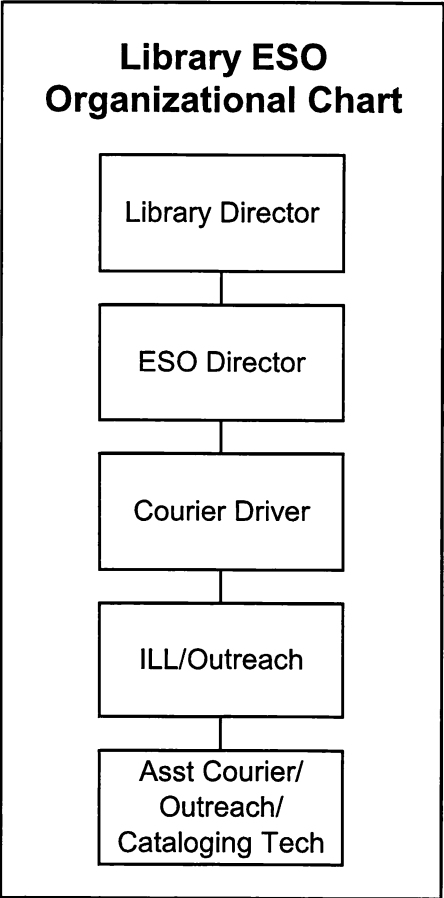 Library ESO
Organizational Chart
Library Director
ESO Director
Courier Driver
ILL/Outreach
Asst Courier/
Outreach/
Cataloging Tech